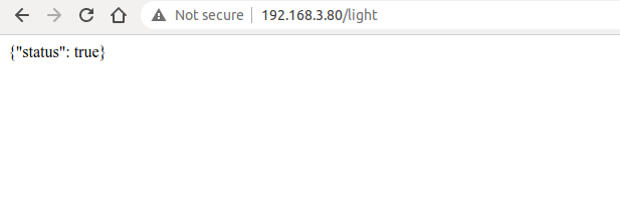 Not secure | 192.168.3.80/light
{"status": true}